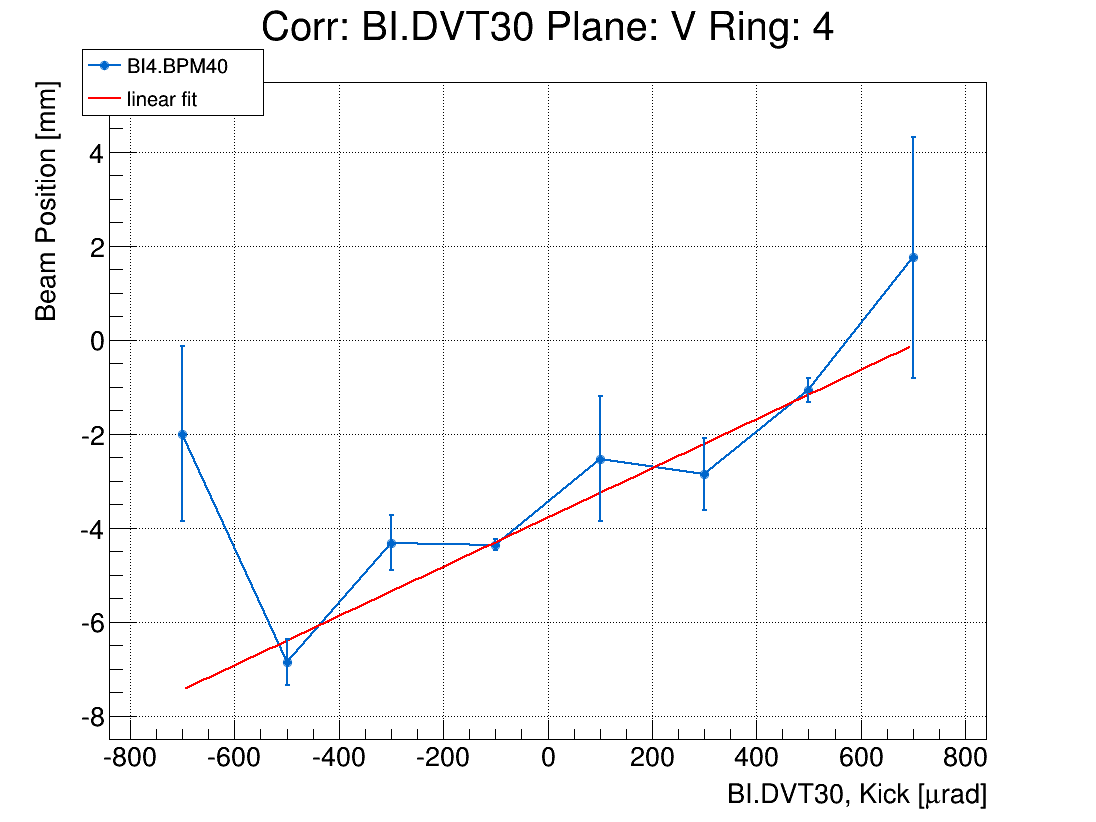 Corr: BI.DVT30 Plane: V Ring: 4
BI4.BPM40
linear fit
Beam Position [mm]
4
2
0
-2
-4
-6
-8
-800 -600 -400 -200 0 200 400 600 800
BI.DVT30, Kick [μrad]